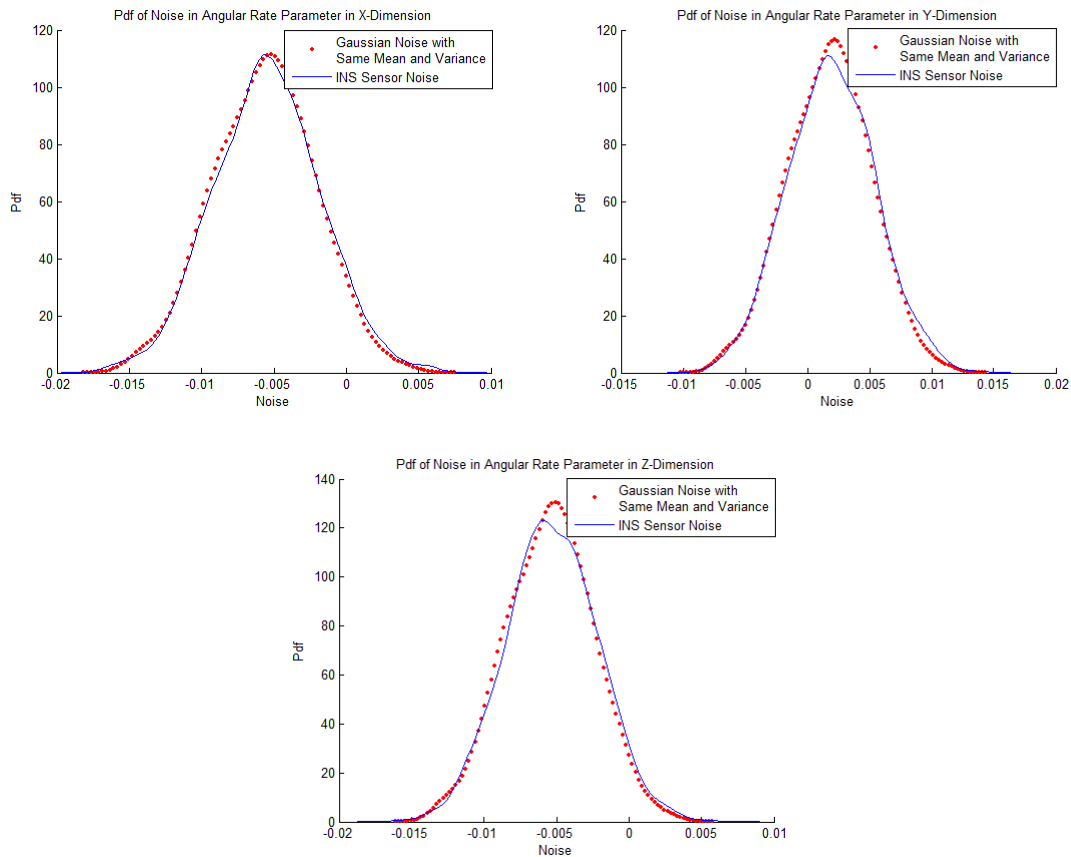 Pdf of Noise in Angular Rate Parameter in X-Dimension
120
100
80
60
40
20
0
Pdf
-0.02 -0.015 -0.01 -0.005 0 0.005 0.01
Noise
Gaussian Noise with
Same Mean and Variance
INS Sensor Noise
Pdf of Noise in Angular Rate Parameter in Y-Dimension
120
100
80
60
40
20
0
Pdf
-0.015 -0.01 -0.005 0 0.005 0.01 0.015 0.02
Noise
Gaussian Noise with
Same Mean and Variance
INS Sensor Noise
Pdf of Noise in Angular Rate Parameter in Z-Dimension
140
120
100
80
60
40
20
0
Pdf
-0.02 -0.015 -0.01 -0.005 0 0.005 0.01
Noise
Gaussian Noise with
Same Mean and Variance
INS Sensor Noise